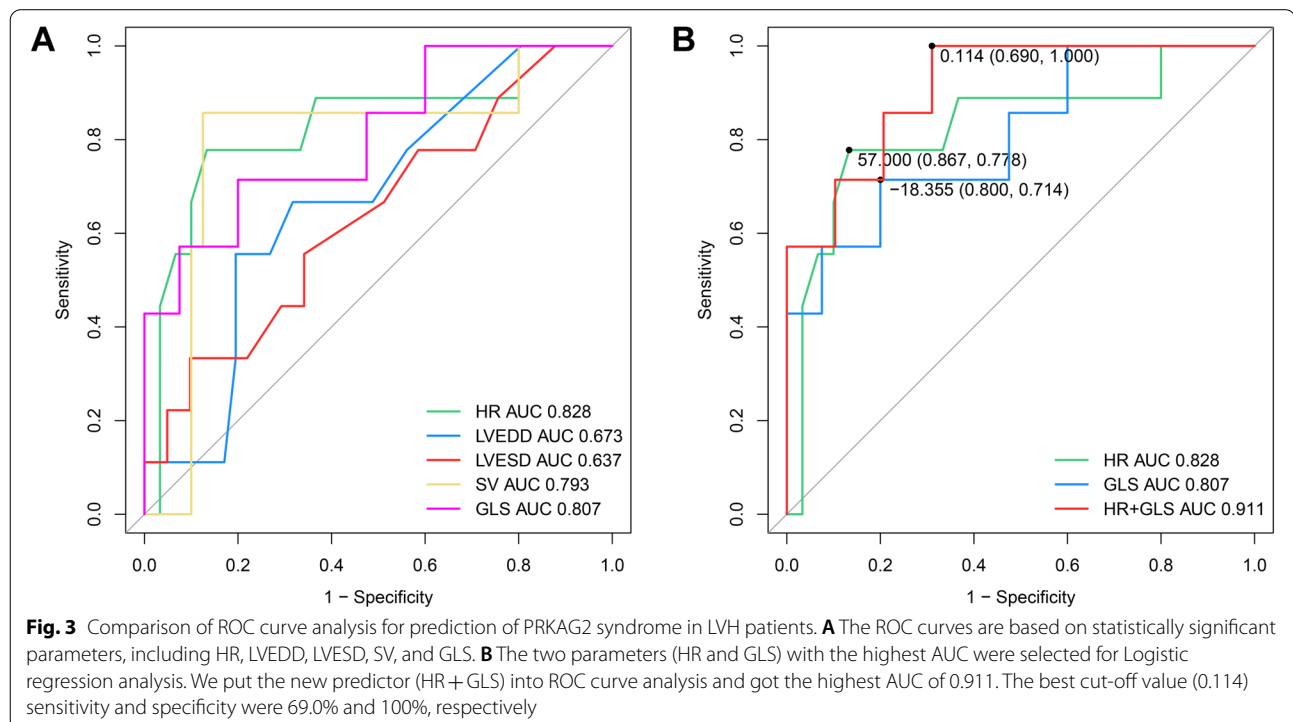 A
1.0
0.8
0.6
0.4
0.2
0.0
Sensitivity
HR AUC 0.828
LVEDD AUC 0.673
LVESD AUC 0.637
SV AUC 0.793
GLS AUC 0.807
0.0 0.2 0.4 0.6 0.8 1.0
1 − Specificity
B
1.0
0.8
0.6
0.4
0.2
0.0
Sensitivity
0.114 (0.690, 1.000)
57.000 (0.867, 0.778)
−18.355 (0.800, 0.714)
HR AUC 0.828
GLS AUC 0.807
HR+GLS AUC 0.911
0.0 0.2 0.4 0.6 0.8 1.0
1 − Specificity
Fig. 3 Comparison of ROC curve analysis for prediction of PRKAG2 syndrome in LVH patients. A The ROC curves are based on statistically significant
parameters, including HR, LVEDD, LVESD, SV, and GLS. B The two parameters (HR and GLS) with the highest AUC were selected for Logistic
regression analysis. We put the new predictor (HR + GLS) into ROC curve analysis and got the highest AUC of 0.911. The best cut-off value (0.114)
sensitivity and specificity were 69.0% and 100%, respectively